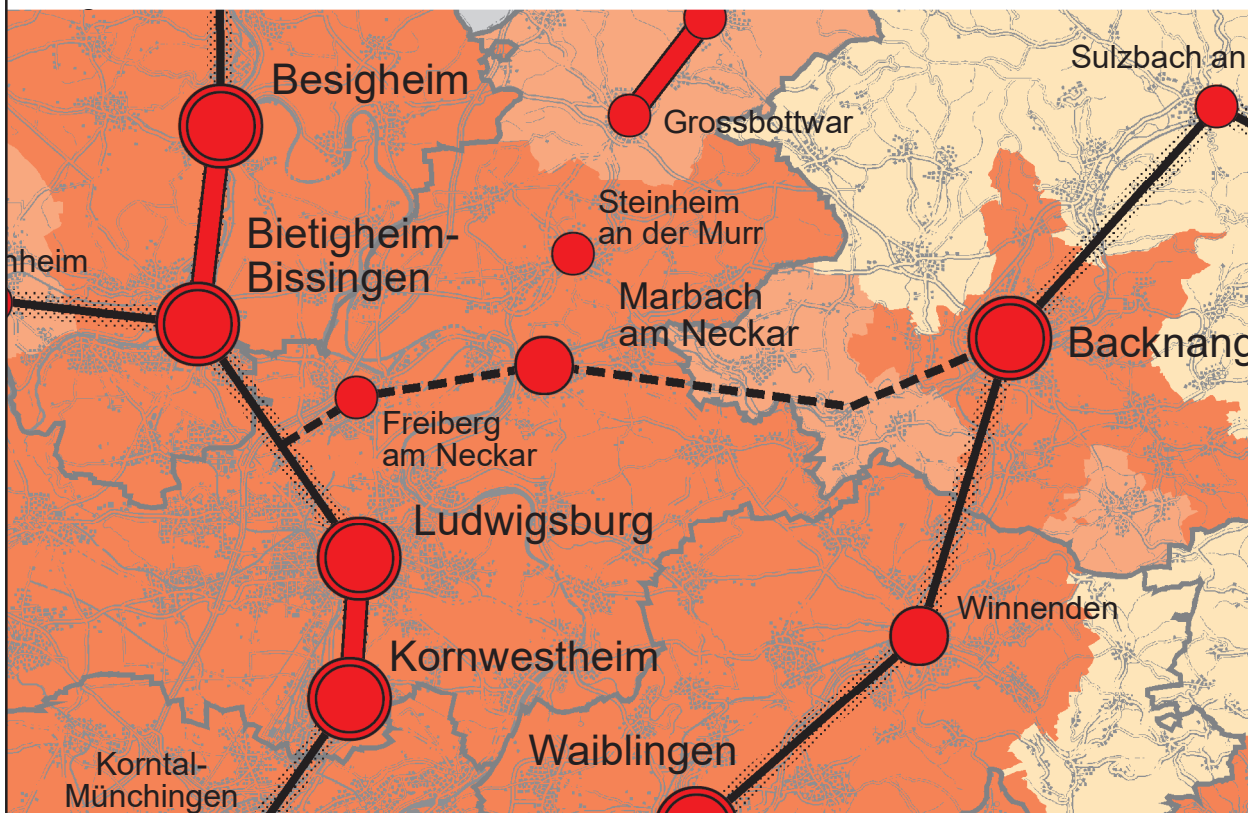 Besigheim
Sulzbach an
Grossbottwar
Steinheim
an der Murr
Bietigheim-
Bissingen
nheim
Marbach
am Neckar
Backnang
Freiberg
am Neckar
Ludwigsburg
Winnenden
Kornwestheim
Waiblingen
Korntal-
Münchingen